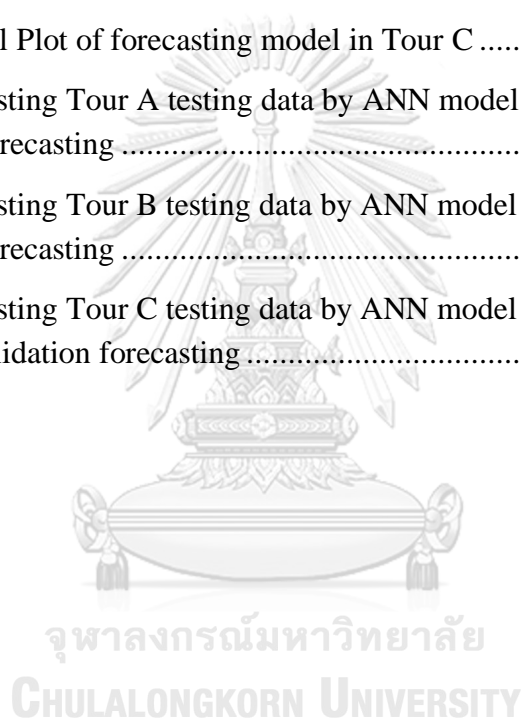 l Plot of forecasting model in Tour C .....
sting Tour A testing data by ANN model
recasting ...............................................
sting Tour B testing data by ANN model
recasting ...............................................
sting Tour C testing data by ANN model
lidation forecasting ................................
จุฬาลงกรณ์มหาวิทยาลัย
CHULALONGKORN UNIVERSITY